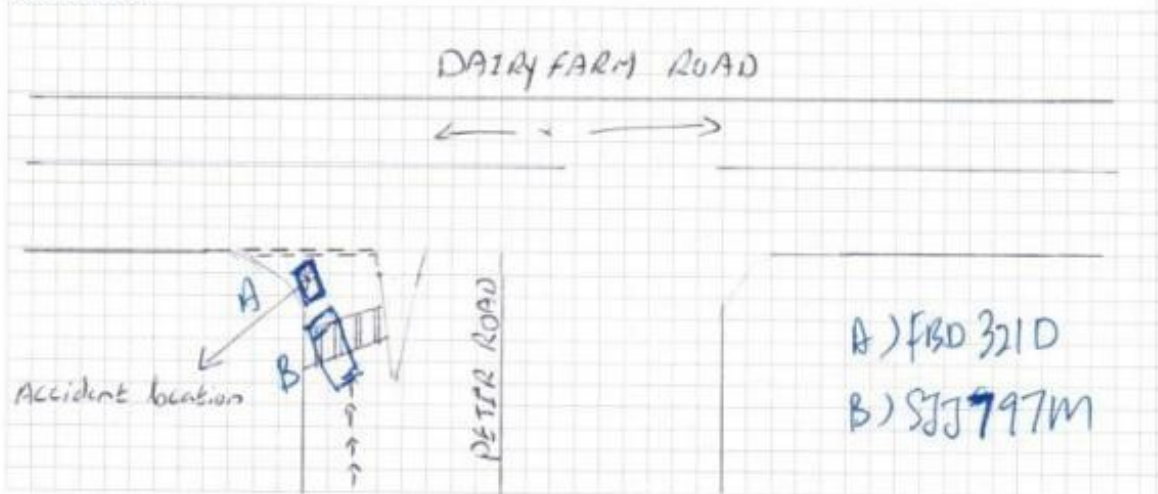 DAIRY FARM ROAD
A
B
Accident location
PETIR ROAD
A) FBD 321D
B) SJJ 797M